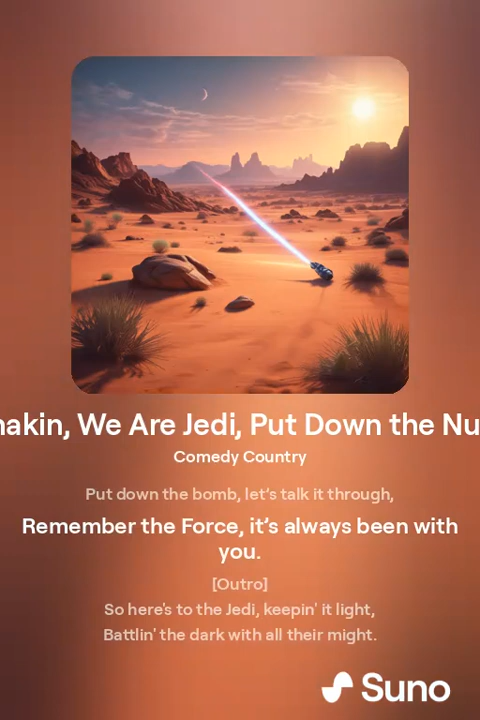 nakin, We Are Jedi, Put Down the Nu
Comedy Country
Put down the bomb, let's talk it through,
Remember the Force, it's always been with
you.
[Outro]
So here's to the Jedi, keepin' it light,
Battlin' the dark with all their might.
Suno